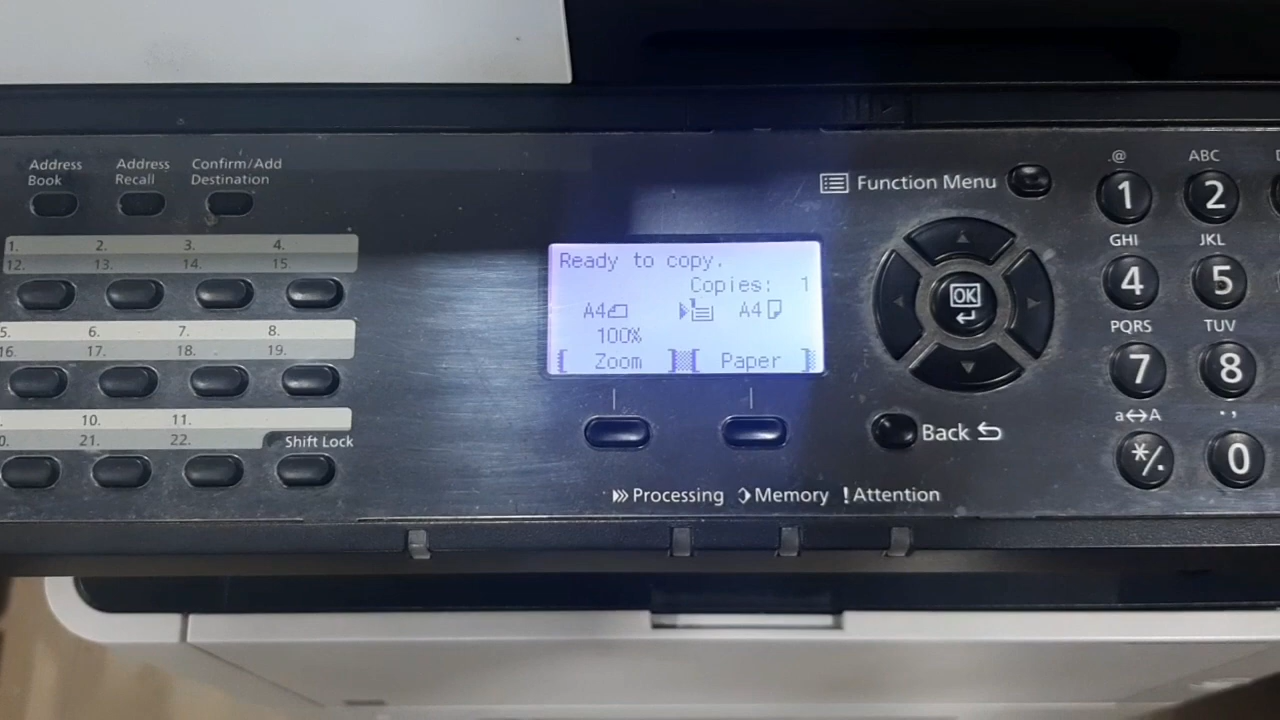 Address Book
Address Recall
Confirm/Add Destination
1. 2. 3. 4.
12. 13. 14. 15.
5. 6. 7. 8.
16. 17. 18. 19.
10. 11.
21. 22.
Shift Lock
Ready to copy.
Copies: 1
A4 A4
100%
[ Zoom ] [ Paper ]
Function Menu
OK
Back
Processing Memory !Attention
.@ ABC
1 2
GHI JKL
4 5
PQRS TUV
7 8
a↔A .,
*/. 0